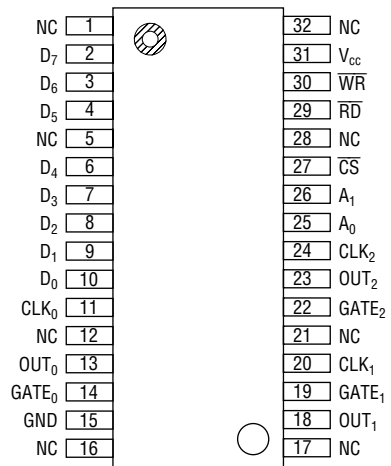 NC 1 32 NC
D₇ 2 31 Vcc
D₆ 3 30 W̅R̅
D₅ 4 29 R̅D̅
NC 5 28 NC
D₄ 6 27 C̅S̅
D₃ 7 26 A₁
D₂ 8 25 A₀
D₁ 9 24 CLK₂
D₀ 10 23 OUT₂
CLK₀ 11 22 GATE₂
NC 12 21 NC
OUT₀ 13 20 CLK₁
GATE₀ 14 19 GATE₁
GND 15 18 OUT₁
NC 16 17 NC